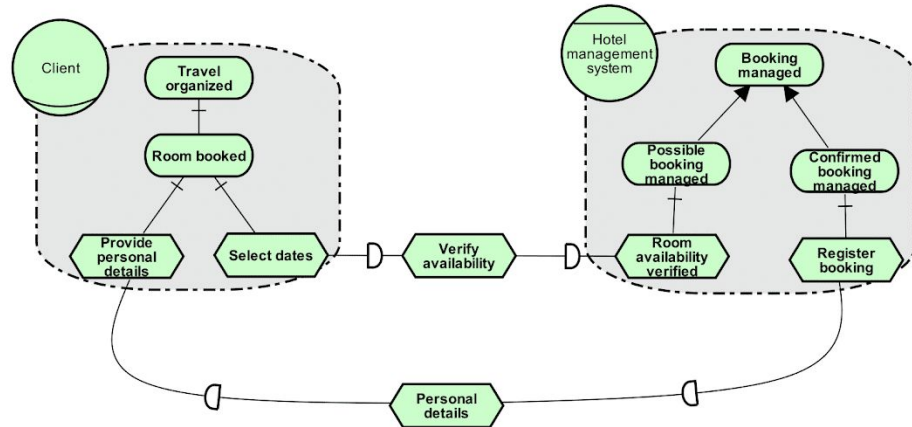 Client
Travel
organized
Room booked
Provide
personal
details
Select dates
Verify
availability
Hotel
management
system
Booking
managed
Possible
booking
managed
Confirmed
booking
managed
Room
availability
verified
Register
booking
Personal
details